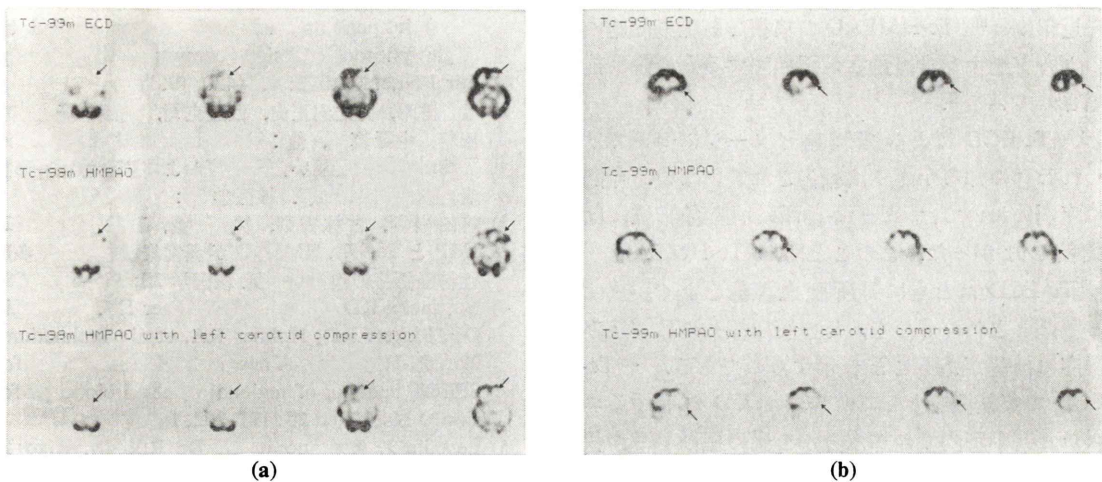 Tc-99m ECD
Tc-99m HMPAO
Tc-99m HMPAO with left carotid compression
(a)
Tc-99m ECD
Tc-99m HMPAO
Tc-99m HMPAO with left carotid compression
(b)